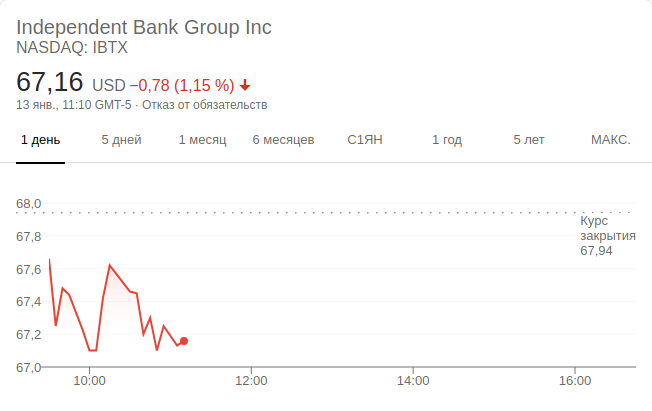 Independent Bank Group Inc
NASDAQ: IBTX
67,16 USD −0,78 (1,15 %)
13 янв., 11:10 GMT-5 · Отказ от обязательств
1 день 5 дней 1 месяц 6 месяцев С1ЯН 1 год 5 лет МАКС.
68,0
Курс
67,8 закрытия
67,94
67,6
67,4
67,2
67,0
10:00 12:00 14:00 16:00